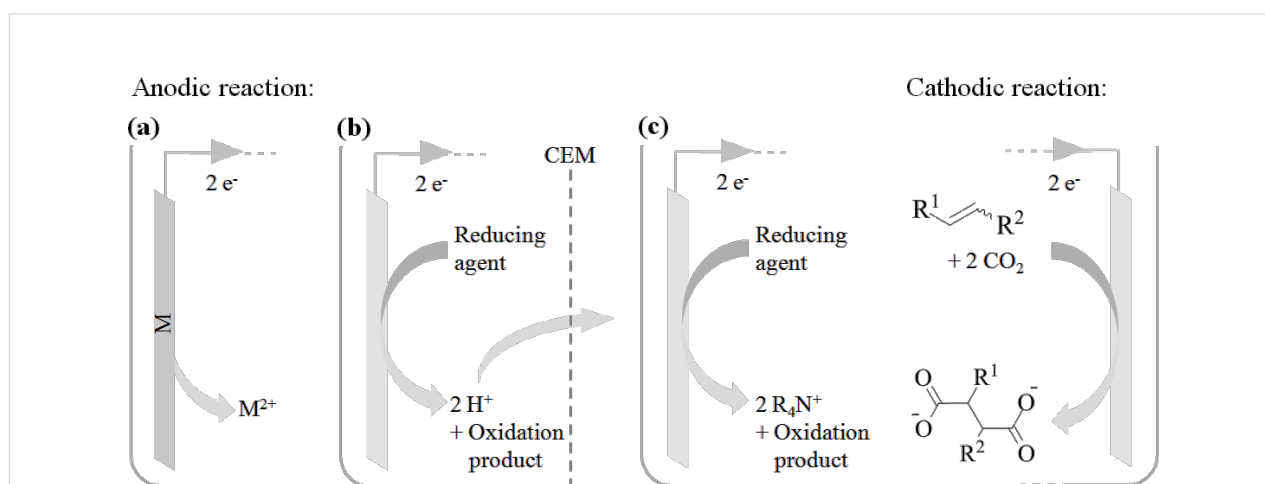 Anodic reaction:
Cathodic reaction:
(a)
2 e-
M
M2+
(b)
2 e-
CEM
Reducing
agent
2 H+
+ Oxidation
product
(c)
2 e-
Reducing
agent
2 R4N+
+ Oxidation
product
2 e-
R1
R2
+ 2 CO2
O
R1
O-
-O
R2
O